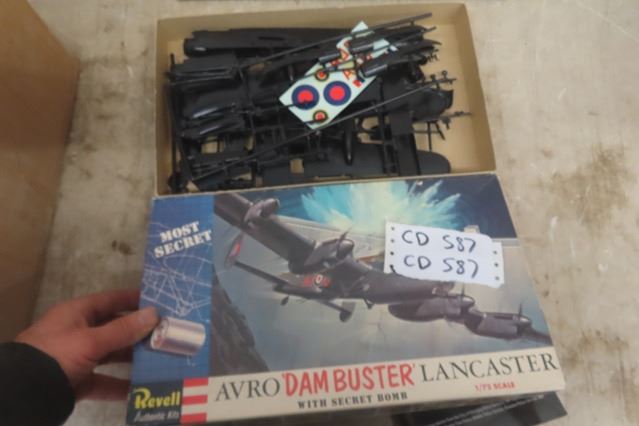 MOST
SECRET
CD 587
CD 587
AVRO 'DAM BUSTER' LANCASTER
WITH SECRET BOMB
1/72 SCALE
Revell
Authentic Kits